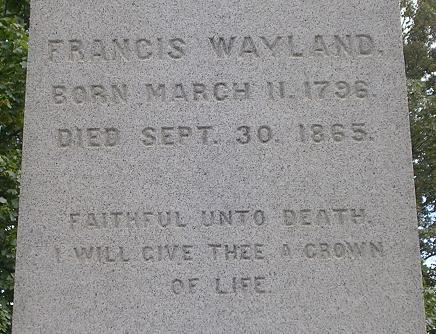 FRANCIS WAYLAND.
BORN MARCH 11. 1796.
DIED SEPT. 30. 1865.
FAITHFUL UNTO DEATH.
I WILL GIVE THEE A CROWN
OF LIFE